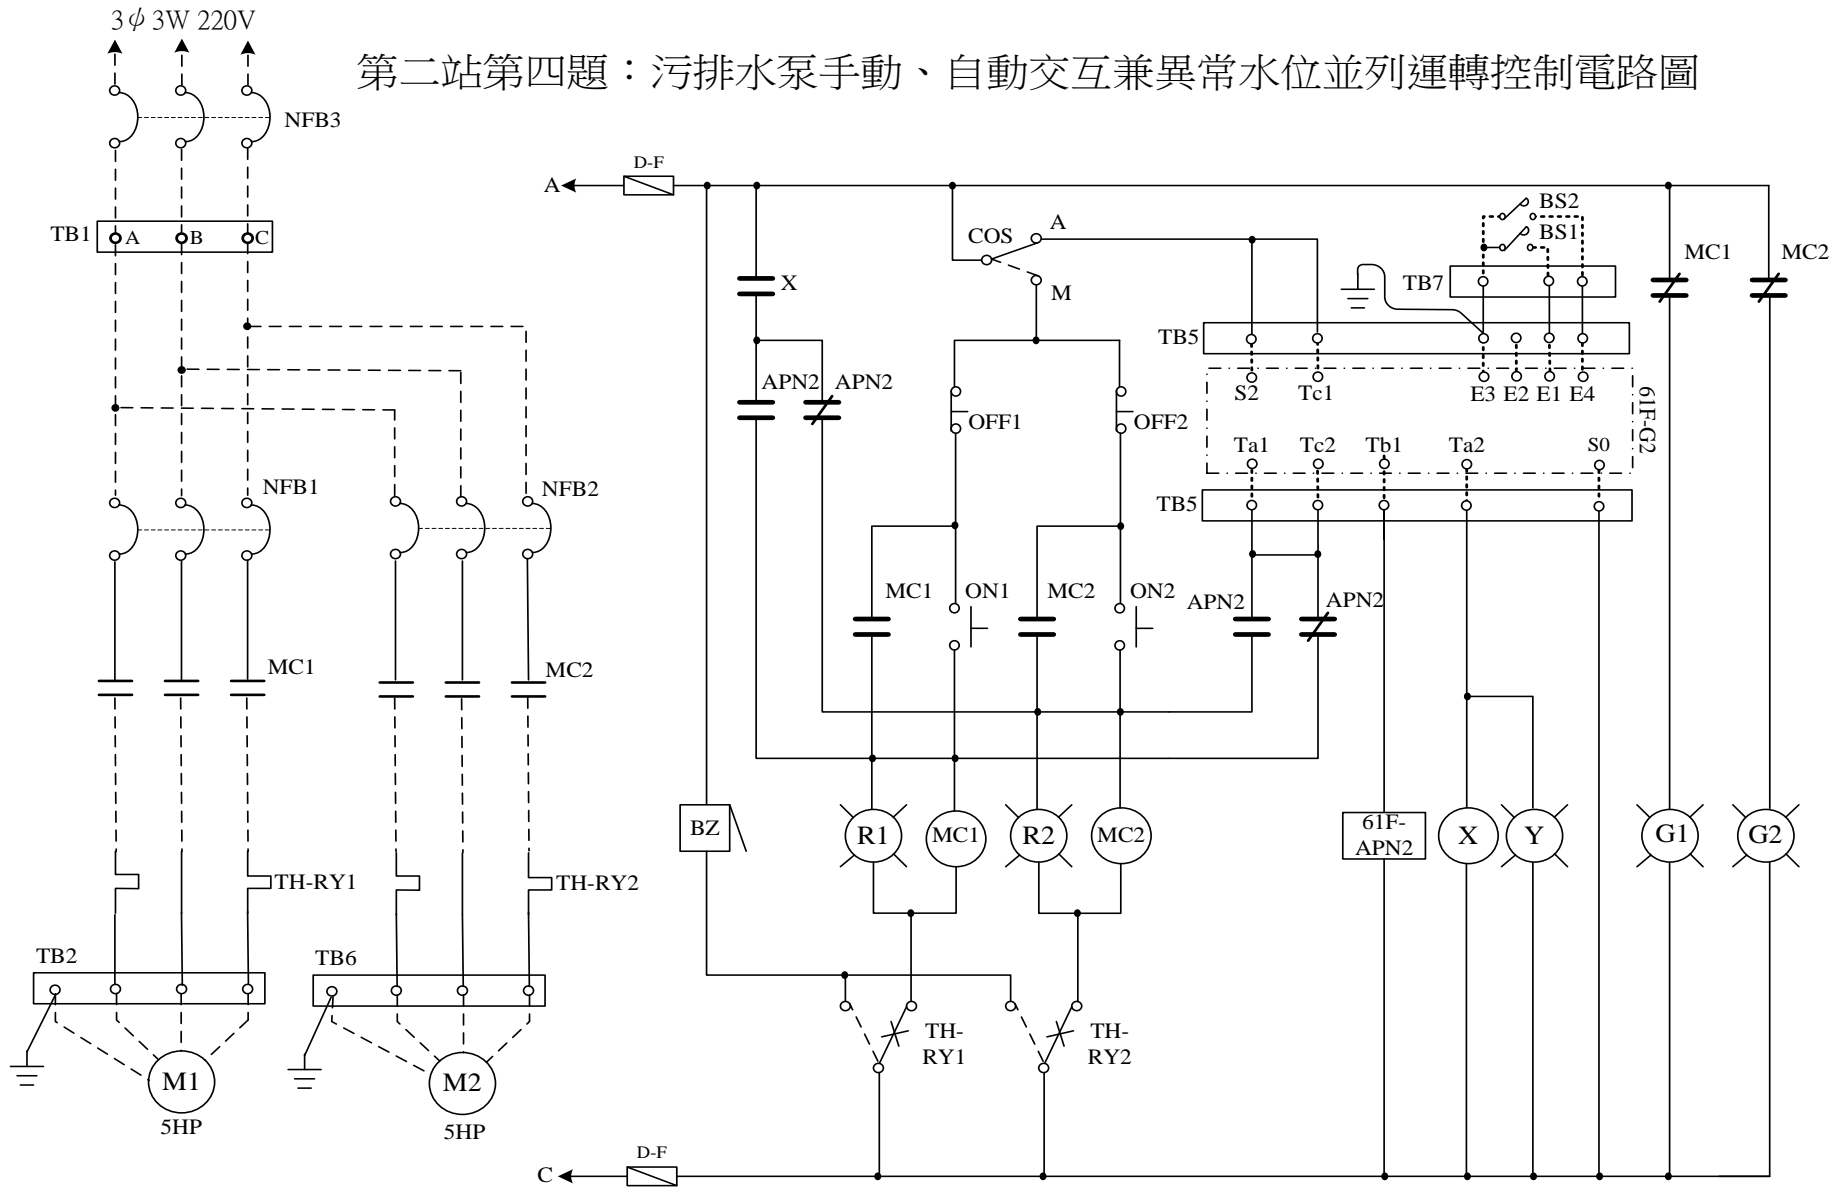 3φ 3W 220V
第二站第四題：污排水泵手動、自動交互兼異常水位並列運轉控制電路圖
NFB3
D-F
A
BS2
BS1
A
COS
TB1
A
B
C
MC1
MC2
X
M
TB7
TB5
APN2
APN2
S2
Tc1
E3
E2
E1
E4
61F-G2
OFF1
OFF2
Ta1
Tc2
Tb1
Ta2
S0
NFB1
NFB2
TB5
MC1
ON1
MC2
ON2
APN2
APN2
MC1
MC2
BZ
R1
MC1
R2
MC2
61F-
APN2
X
Y
G1
G2
TH-RY1
TH-RY2
TB2
TB6
TH-
RY1
TH-
RY2
M1
M2
5HP
5HP
D-F
C